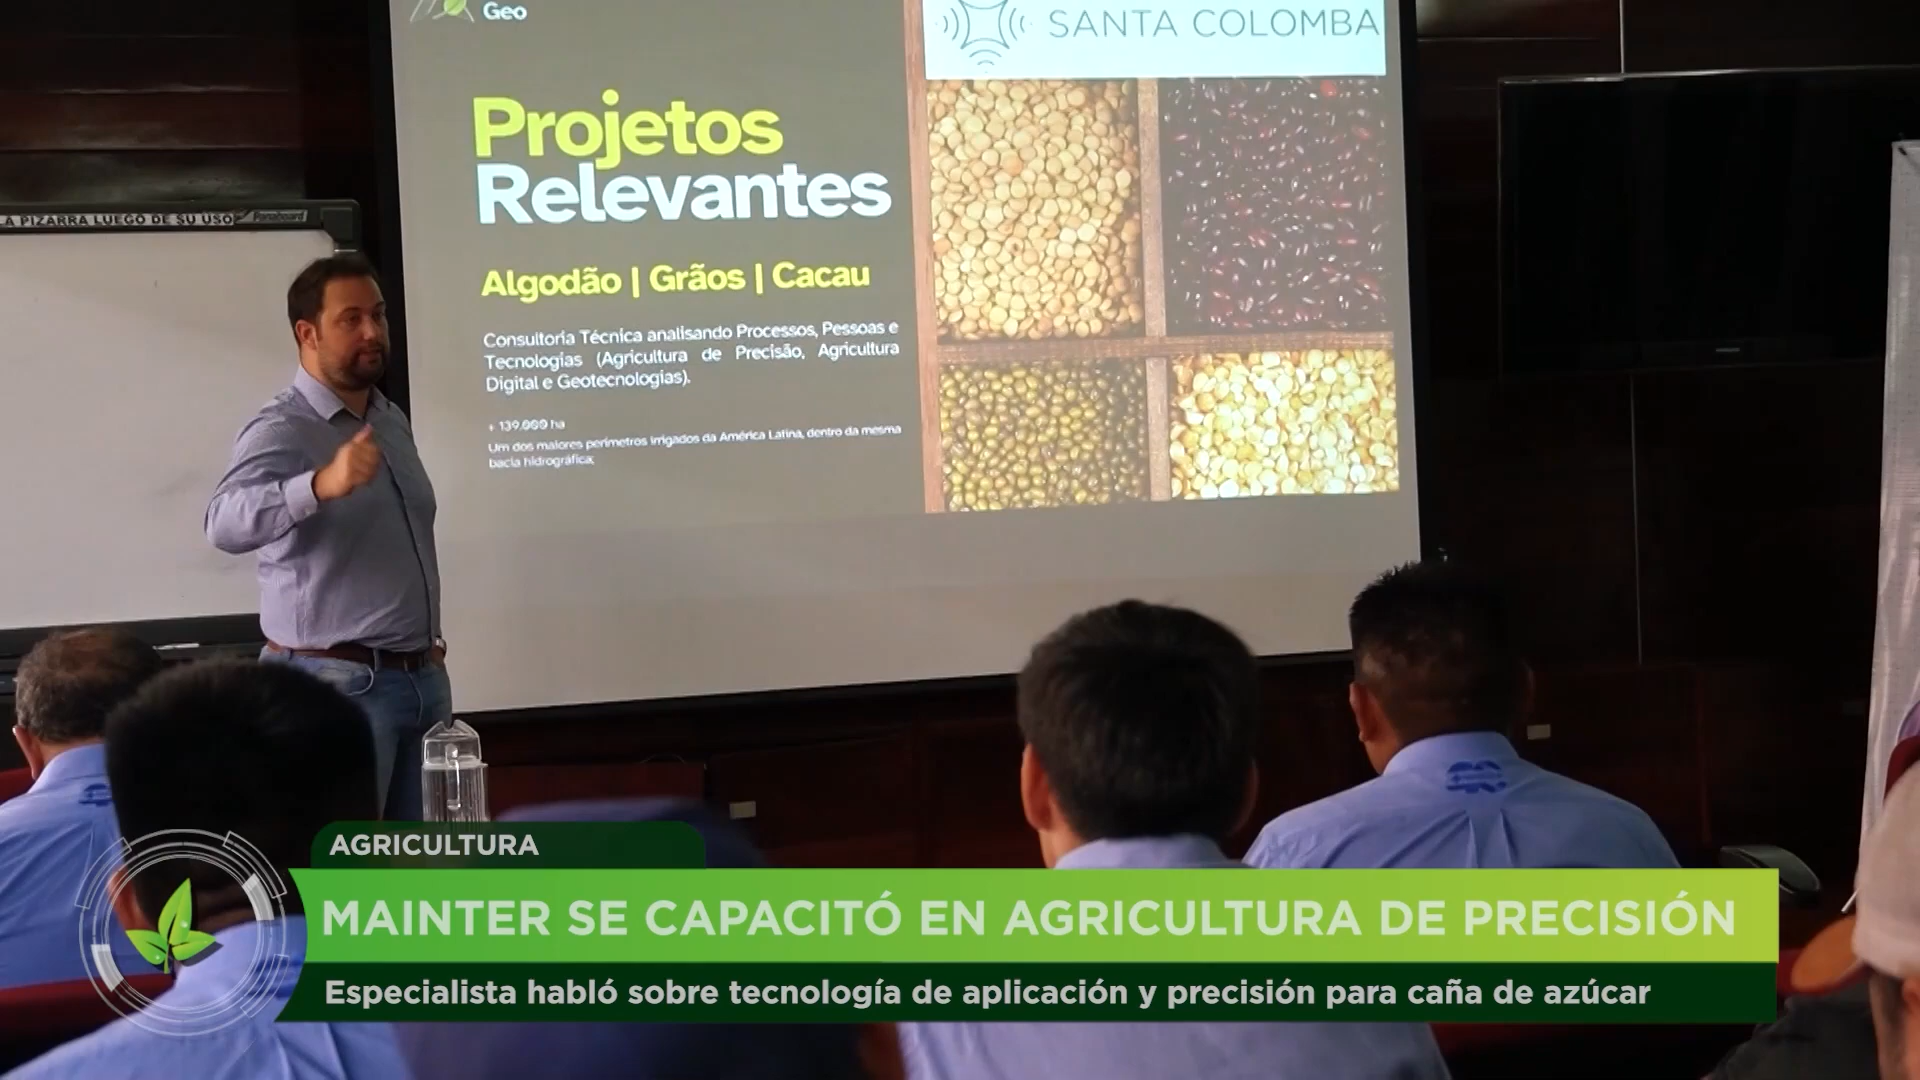 Geo
SANTA COLOMBA
Projetos
Relevantes
Algodão | Grãos | Cacau
Consultoria Técnica analisando Processos, Pessoas e
Tecnologias (Agricultura de Precisão, Agricultura
Digital e Geotecnologias).
+ 139.000 ha
Um dos maiores perímetros irrigados da América Latina, dentro da mesma
bacia hidrográfica;
LA PIZARRA LUEGO DE SU USO
Panaboard
AGRICULTURA
MAINTER SE CAPACITÓ EN AGRICULTURA DE PRECISIÓN
Especialista habló sobre tecnología de aplicación y precisión para caña de azúcar